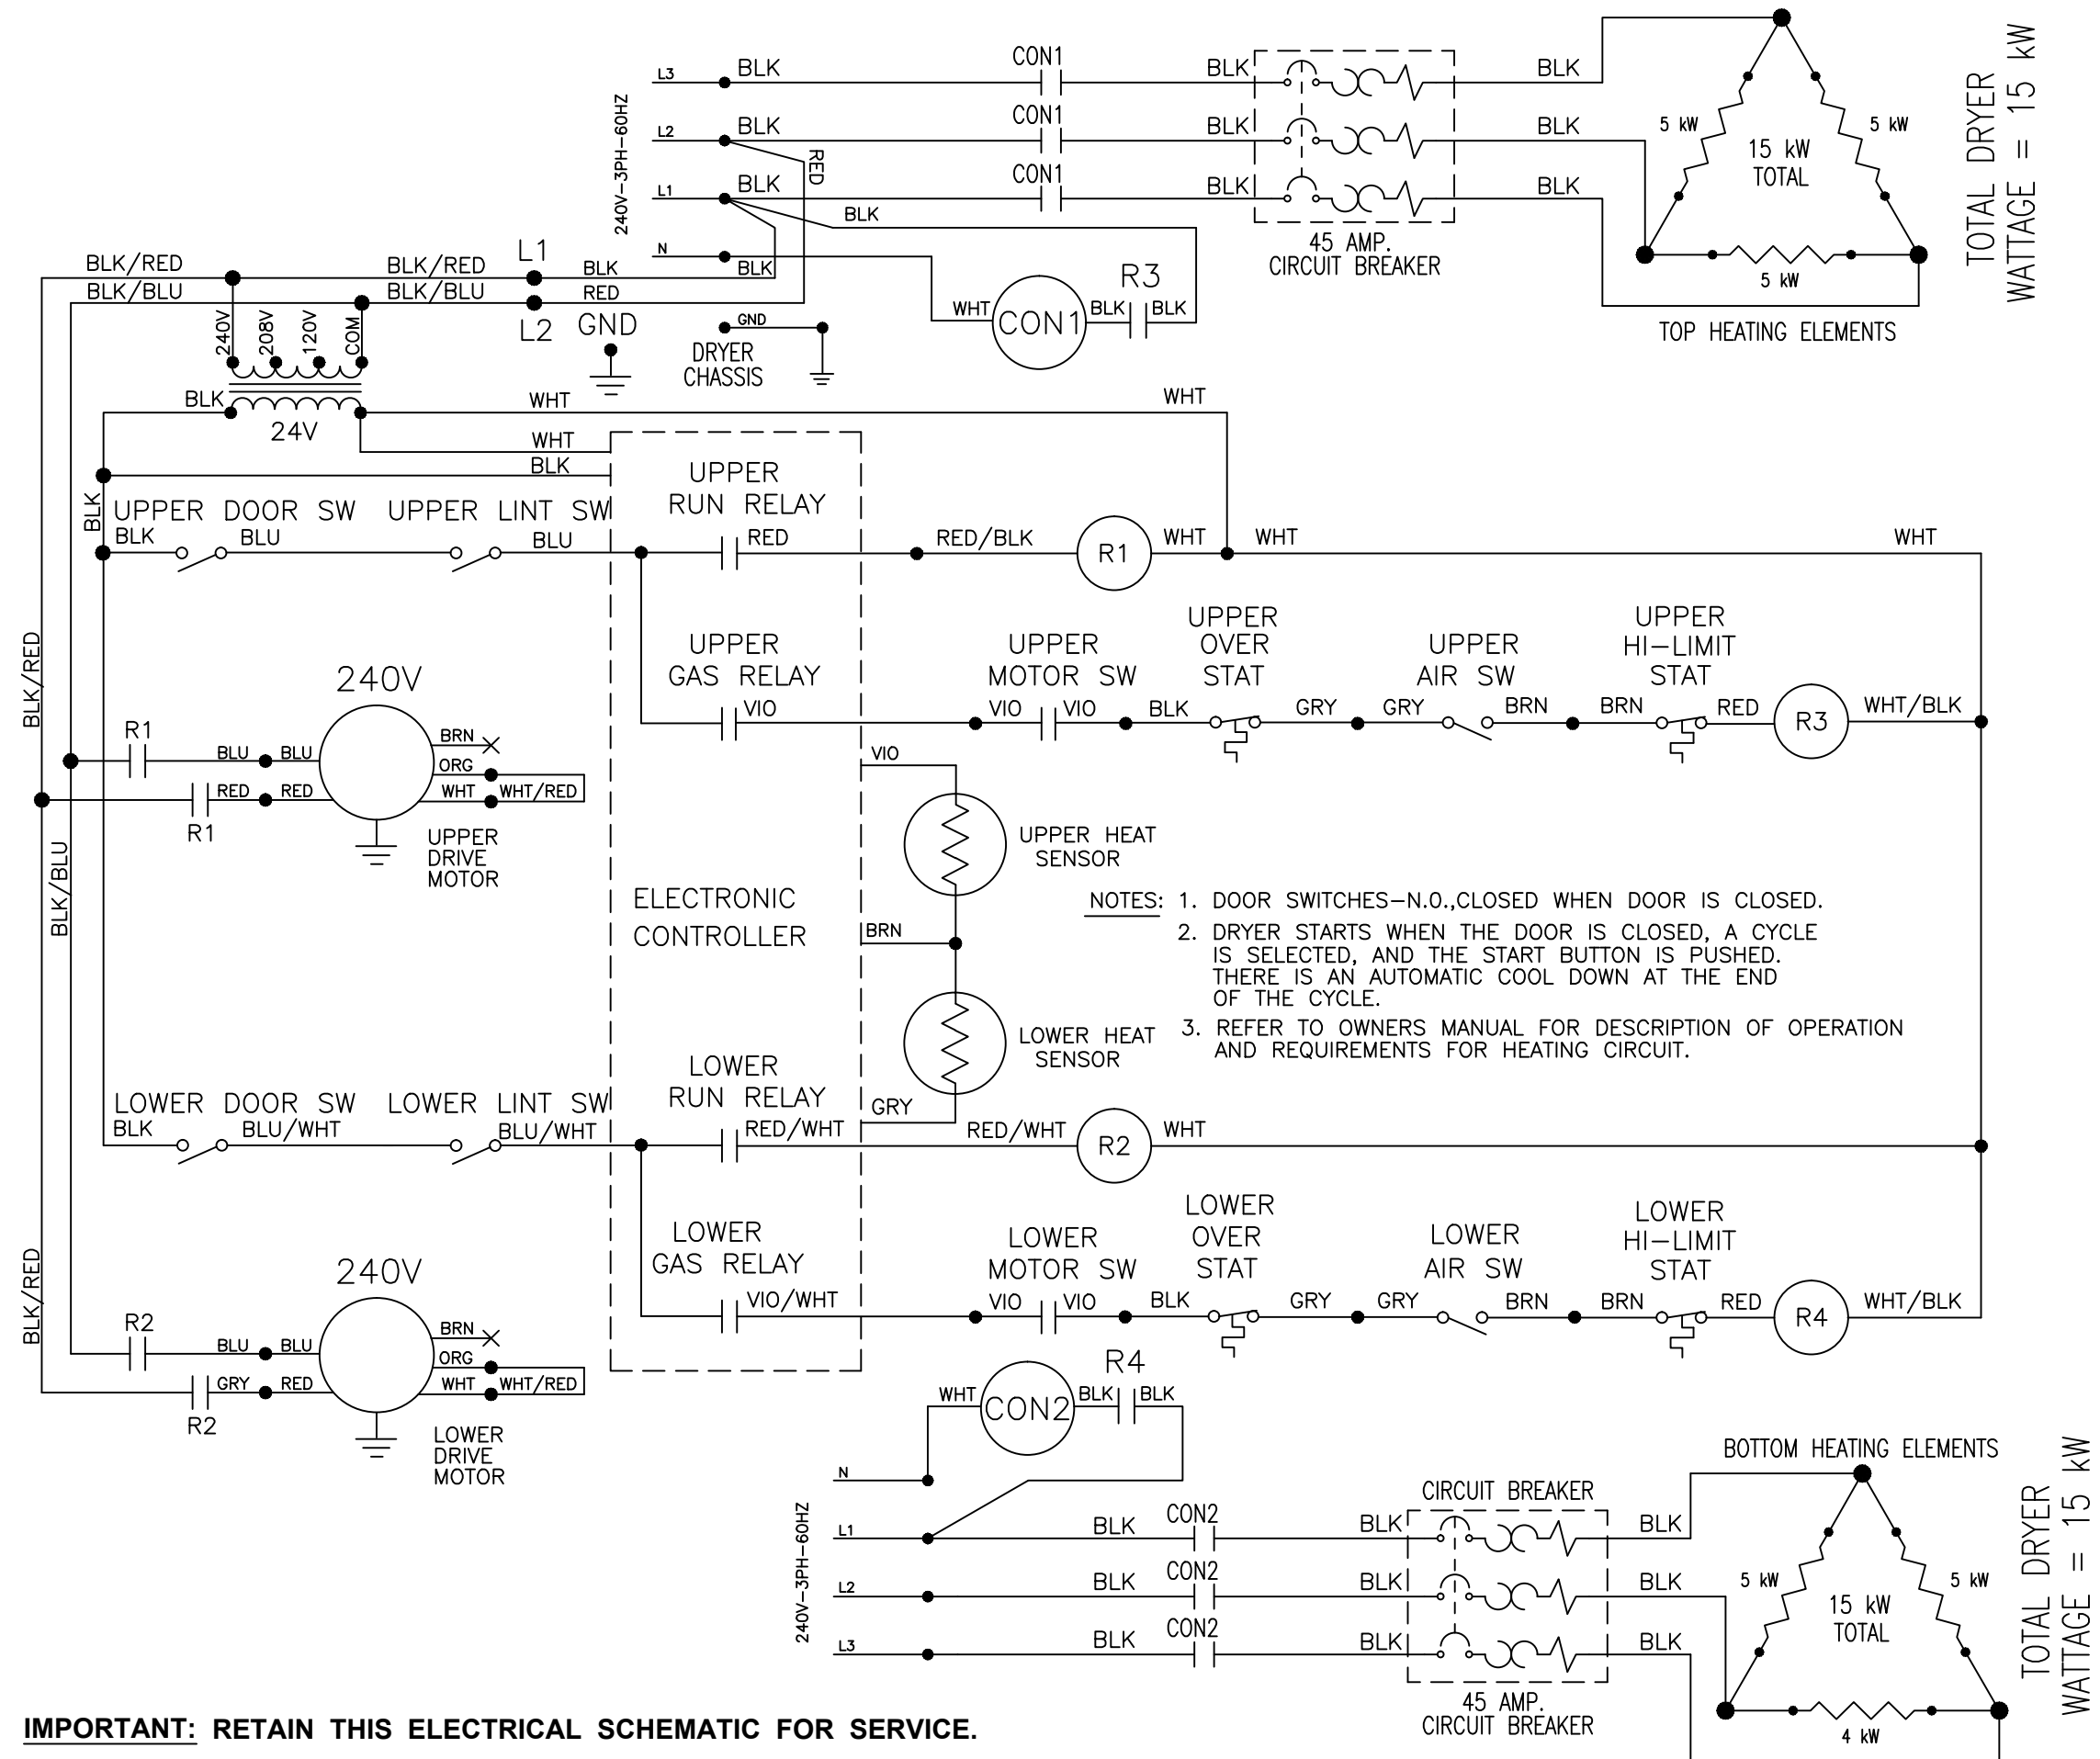 L3 BLK CON1 BLK BLK
L2 BLK CON1 BLK BLK
L1 BLK CON1 BLK BLK
BLK
N
240V-3PH-60HZ
RED
45 AMP.
CIRCUIT BREAKER
5 kW 5 kW
15 kW
TOTAL
5 kW
TOP HEATING ELEMENTS
TOTAL DRYER
WATTAGE = 15 kW
BLK/RED BLK/RED L1 BLK BLK
BLK/BLU BLK/BLU RED
L2 GND
WHT CON1 BLK R3 BLK
GND
DRYER
CHASSIS
240V 208V 120V COM
BLK WHT WHT
24V
WHT
BLK
BLK
UPPER DOOR SW UPPER LINT SW
BLK BLU BLU
UPPER
RUN RELAY
RED RED/BLK R1 WHT WHT WHT
UPPER
GAS RELAY
VIO
UPPER
MOTOR SW
VIO VIO BLK
UPPER
OVER
STAT
GRY GRY
UPPER
AIR SW
BRN BRN
UPPER
HI-LIMIT
STAT
RED R3 WHT/BLK
BLK/RED
BLK/BLU
240V
R1 BLU BLU BRN
ORG
RED RED WHT WHT/RED
R1
UPPER
DRIVE
MOTOR
VIO
UPPER HEAT
SENSOR
ELECTRONIC
CONTROLLER
BRN
LOWER HEAT
SENSOR
GRY
NOTES: 1. DOOR SWITCHES-N.O.,CLOSED WHEN DOOR IS CLOSED.
2. DRYER STARTS WHEN THE DOOR IS CLOSED, A CYCLE
IS SELECTED, AND THE START BUTTON IS PUSHED.
THERE IS AN AUTOMATIC COOL DOWN AT THE END
OF THE CYCLE.
3. REFER TO OWNERS MANUAL FOR DESCRIPTION OF OPERATION
AND REQUIREMENTS FOR HEATING CIRCUIT.
LOWER DOOR SW LOWER LINT SW
BLK BLU/WHT BLU/WHT
LOWER
RUN RELAY
RED/WHT RED/WHT R2 WHT
LOWER
GAS RELAY
VIO/WHT
LOWER
MOTOR SW
VIO VIO BLK
LOWER
OVER
STAT
GRY GRY
LOWER
AIR SW
BRN BRN
LOWER
HI-LIMIT
STAT
RED R4 WHT/BLK
BLK/RED
240V
R2 BLU BLU BRN
ORG
GRY RED WHT WHT/RED
R2
LOWER
DRIVE
MOTOR
WHT CON2 BLK R4 BLK
N
240V-3PH-60HZ
L1 BLK CON2 BLK BLK
L2 BLK CON2 BLK BLK
L3 BLK CON2 BLK BLK
CIRCUIT BREAKER
45 AMP.
CIRCUIT BREAKER
BOTTOM HEATING ELEMENTS
5 kW 5 kW
15 kW
TOTAL
4 kW
TOTAL DRYER
WATTAGE = 15 kW
IMPORTANT: RETAIN THIS ELECTRICAL SCHEMATIC FOR SERVICE.